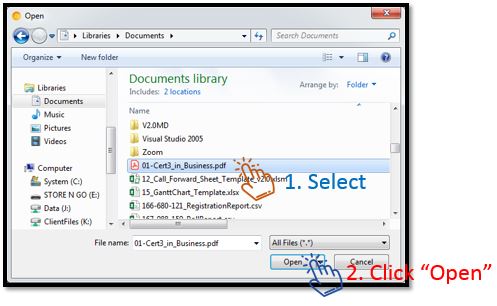 Open
Libraries ▸ Documents ▸
Search Documents
Organize
New folder
Libraries
Documents
Music
Pictures
Videos
Computer
System (C:)
STORE N GO (E:)
Data (J:)
ClientFiles (K:)
Documents library
Includes: 2 locations
Arrange by: Folder
Name
V2.0MD
Visual Studio 2005
Zoom
01-Cert3_in_Business.pdf
12_Call_Forward_Sheet_Template_v2.0.xlsm
15_GanttChart_Template.xlsx
166-680-121_RegistrationReport.csv
1. Select
File name: 01-Cert3_in_Business.pdf
All Files (*.*)
Open
Cancel
2. Click “Open”